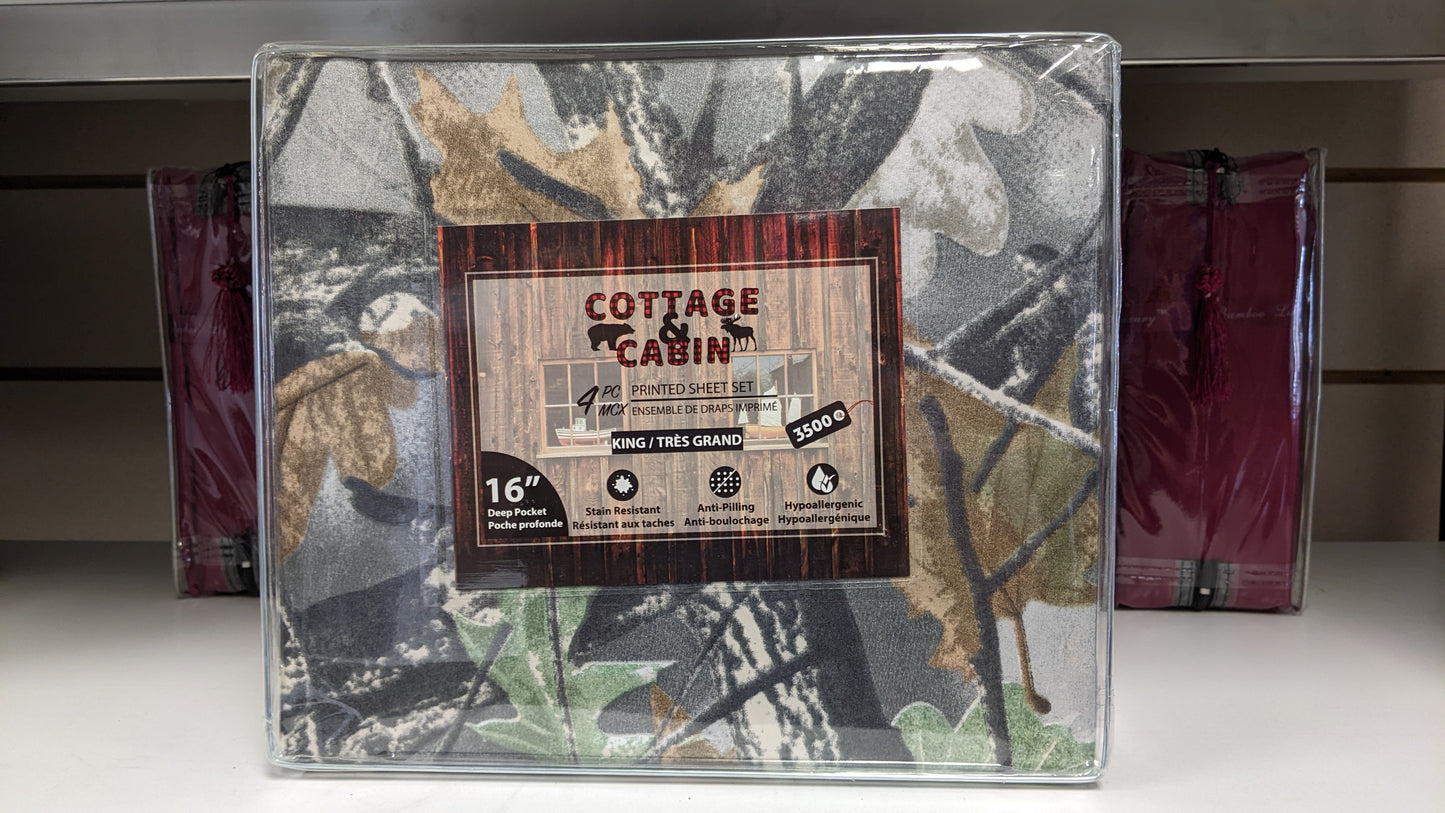 COTTAGE
&
CABIN
4 PC PRINTED SHEET SET
MCX ENSEMBLE DE DRAPS IMPRIMÉ
KING / TRÈS GRAND
3500
16”
Deep Pocket
Poche profonde
Stain Resistant
Résistant aux taches
Anti-Pilling
Anti-boulochage
Hypoallergenic
Hypoallergénique